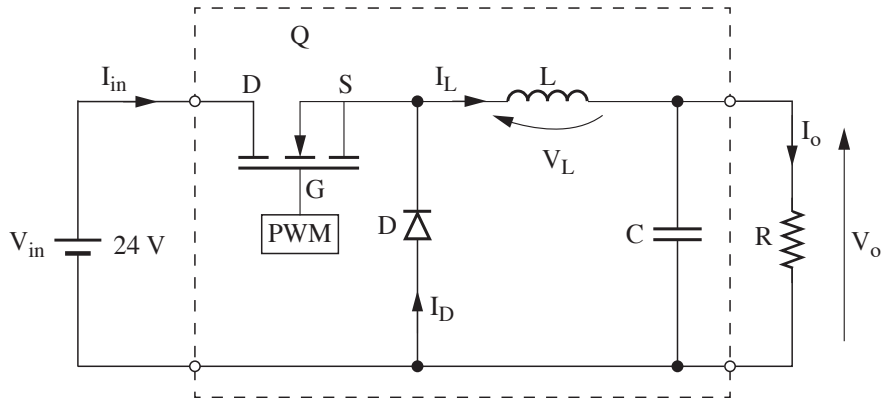 Q
I_in
D
S
I_L
L
I_o
V_L
G
V_in
24 V
PWM
D
C
R
V_o
I_D